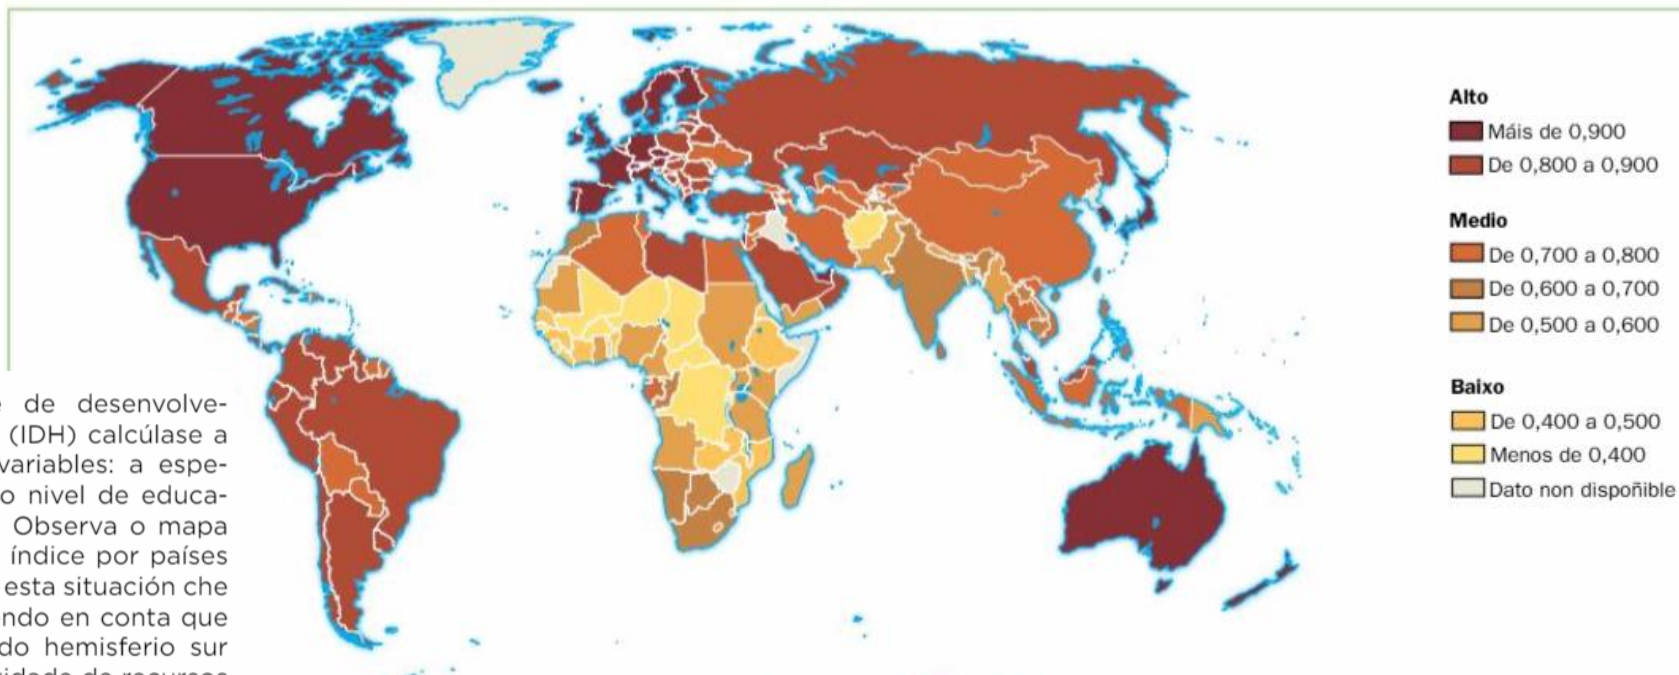 Alto
Máis de 0,900
De 0,800 a 0,900
Medio
De 0,700 a 0,800
De 0,600 a 0,700
De 0,500 a 0,600
Baixo
De 0,400 a 0,500
Menos de 0,400
Dato non dispoñible
de desenvolve-
(IDH) calcúlase a
variables: a espe-
o nivel de educa-
Observa o mapa
índice por países
esta situación che
ndo en conta que
do hemisferio sur
cidade de recursos